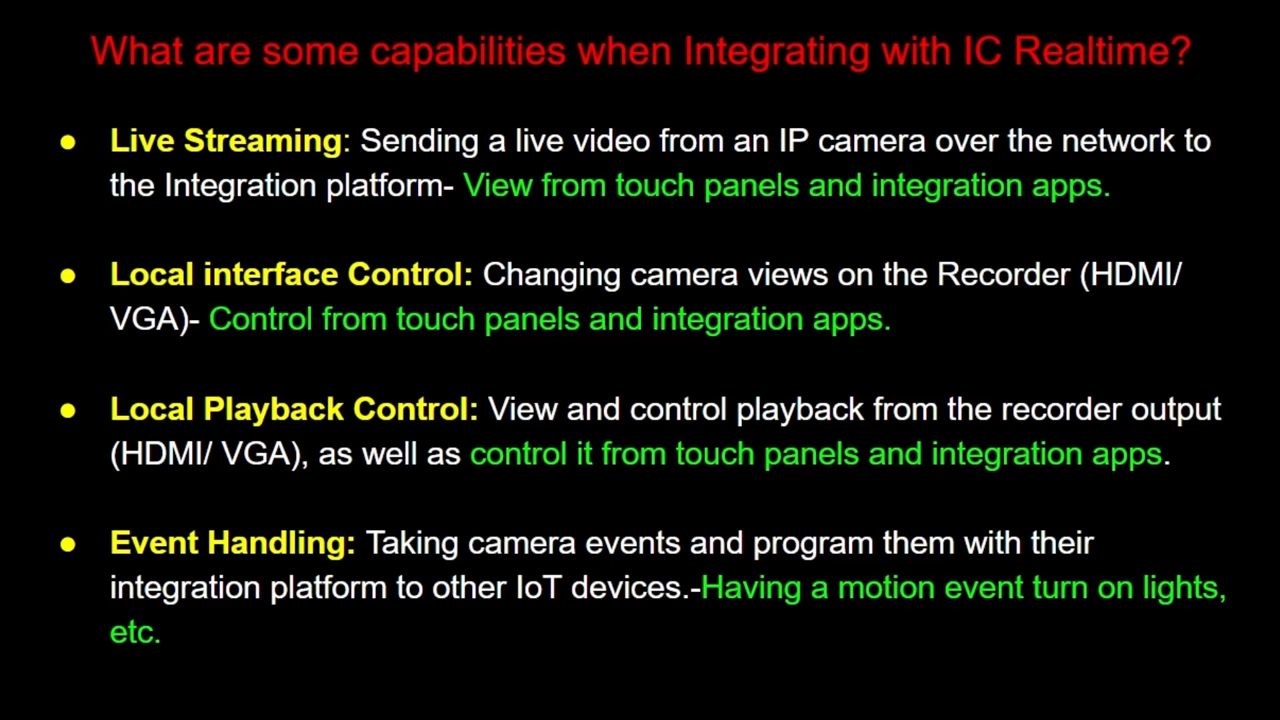 What are some capabilities when Integrating with IC Realtime?
● Live Streaming: Sending a live video from an IP camera over the network to
the Integration platform- View from touch panels and integration apps.
● Local interface Control: Changing camera views on the Recorder (HDMI/
VGA)- Control from touch panels and integration apps.
● Local Playback Control: View and control playback from the recorder output
(HDMI/ VGA), as well as control it from touch panels and integration apps.
● Event Handling: Taking camera events and program them with their
integration platform to other IoT devices.-Having a motion event turn on lights,
etc.